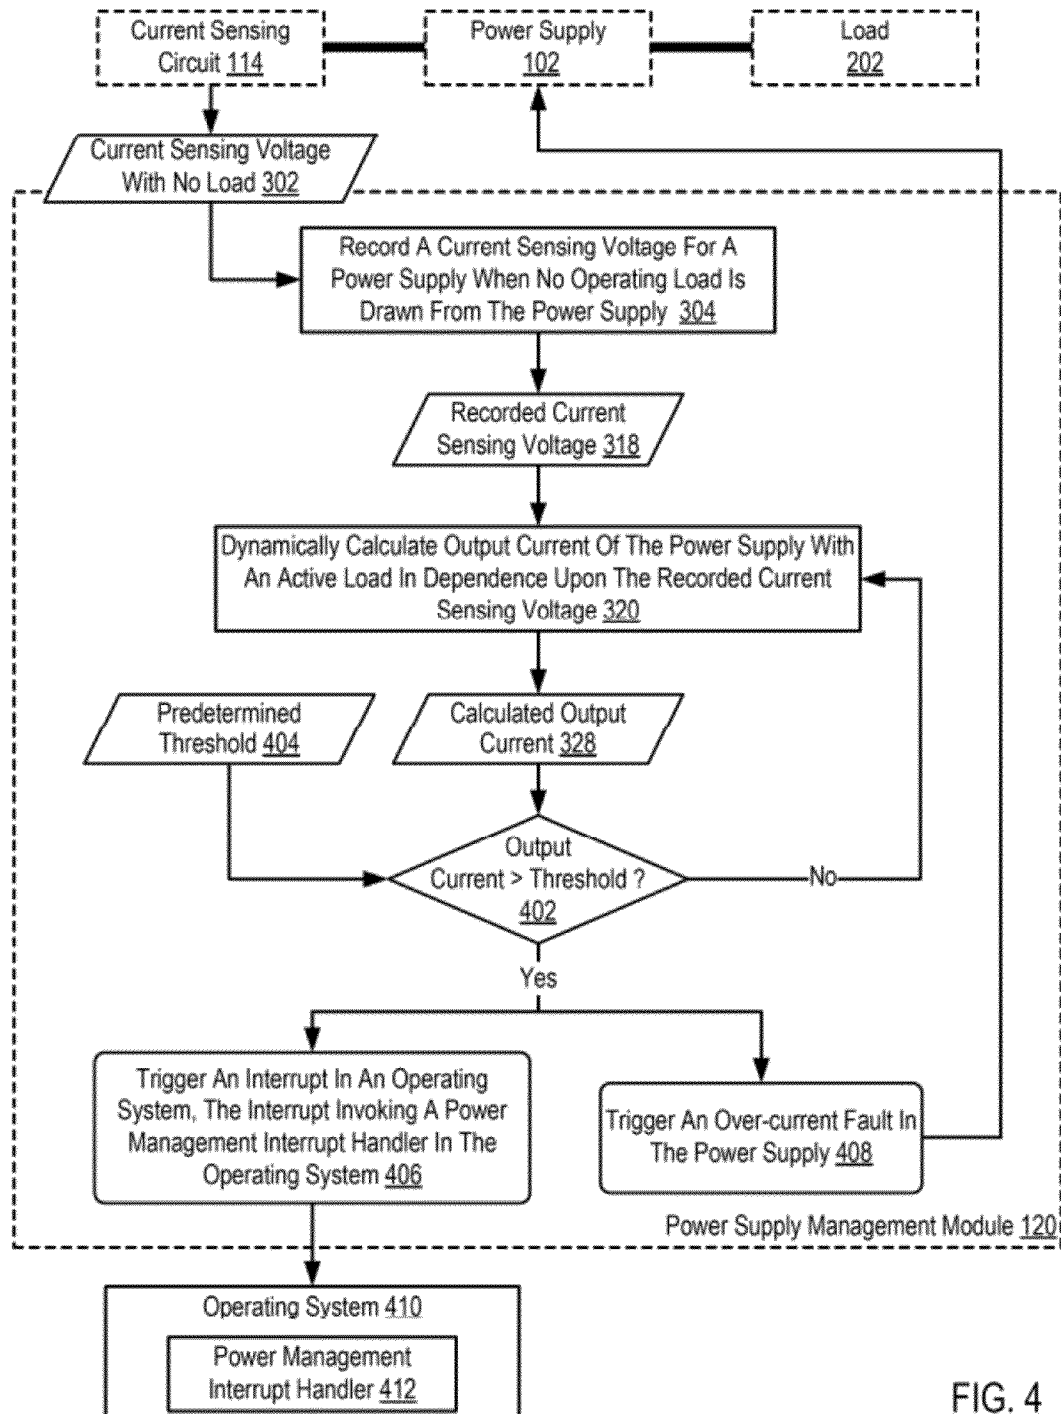 Current Sensing
Circuit 114
Power Supply
102
Load
202
Current Sensing Voltage
With No Load 302
Record A Current Sensing Voltage For A
Power Supply When No Operating Load Is
Drawn From The Power Supply 304
Recorded Current
Sensing Voltage 318
Dynamically Calculate Output Current Of The Power Supply With
An Active Load In Dependence Upon The Recorded Current
Sensing Voltage 320
Predetermined
Threshold 404
Calculated Output
Current 328
Output
Current > Threshold ?
402
No
Yes
Trigger An Interrupt In An Operating
System, The Interrupt Invoking A Power
Management Interrupt Handler In The
Operating System 406
Trigger An Over-current Fault In
The Power Supply 408
Power Supply Management Module 120
Operating System 410
Power Management
Interrupt Handler 412
FIG. 4